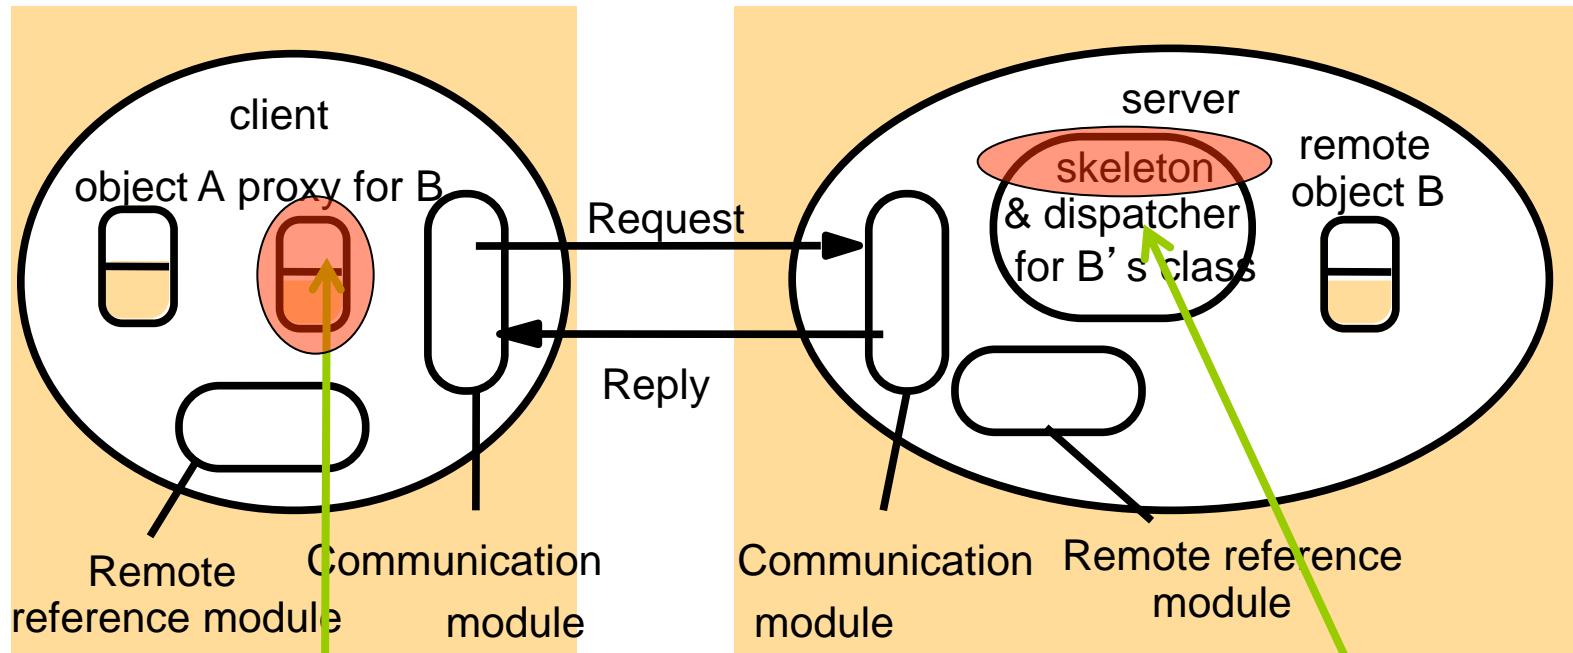 client
object A proxy for B
Request
Reply
Remote
reference module
Communication
module
server
skeleton
& dispatcher
for B’ s class
remote
object B
Communication
module
Remote reference
module